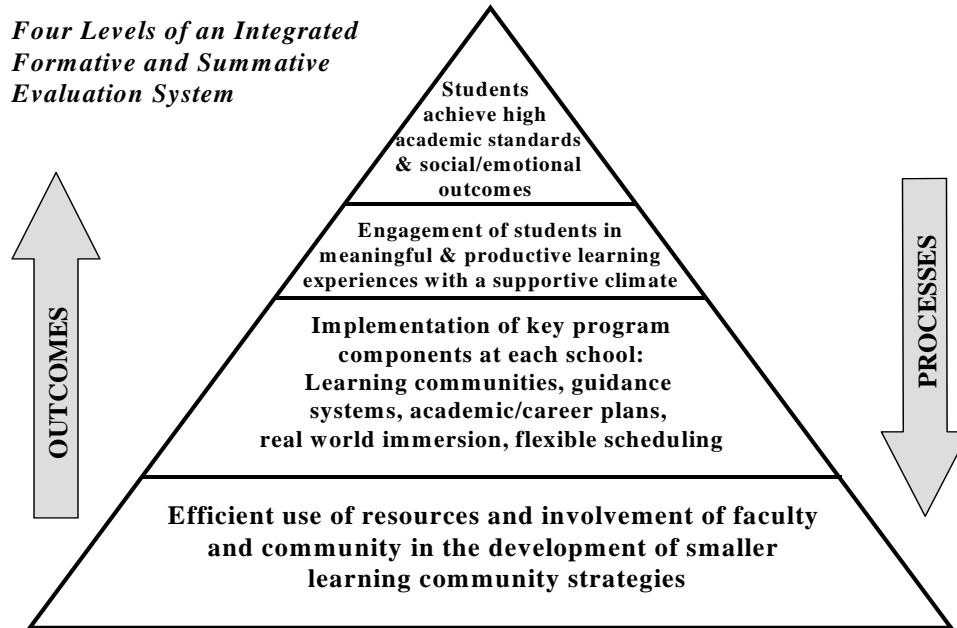 Four Levels of an Integrated
Formative and Summative
Evaluation System
Students
achieve high
academic standards
& social/emotional
outcomes
Engagement of students in
meaningful & productive learning
experiences with a supportive climate
Implementation of key program
components at each school:
Learning communities, guidance
systems, academic/career plans,
real world immersion, flexible scheduling
Efficient use of resources and involvement of faculty
and community in the development of smaller
learning community strategies
OUTCOMES
PROCESSES